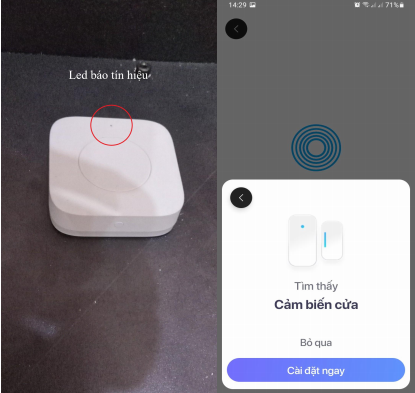 Led báo tín hiệu
14:29
71%
Tìm thấy
Cảm biến cửa
Bỏ qua
Cài đặt ngay